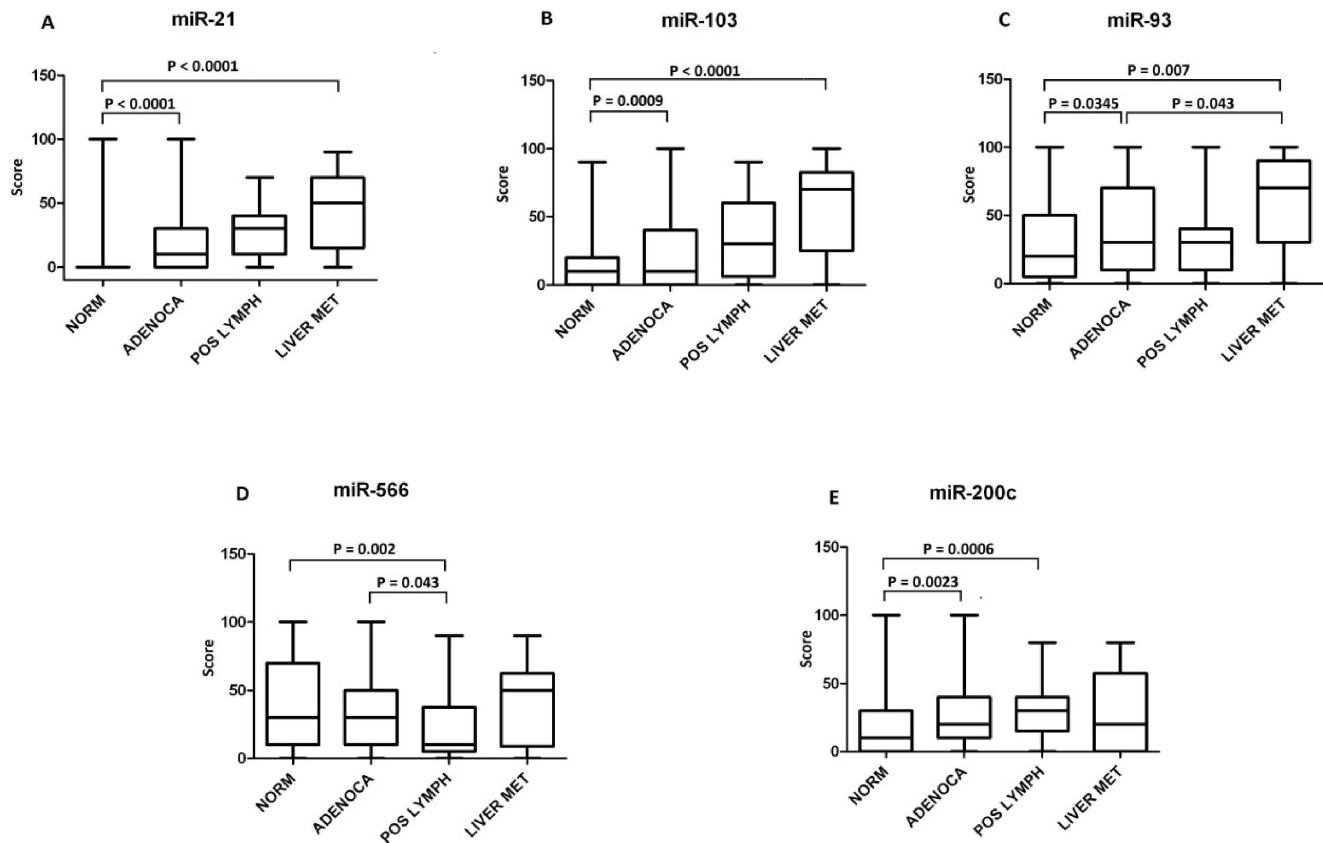 A
miR-21
P < 0.0001
P < 0.0001
150
100
50
0
Score
NORM
ADENOCA
POS LYMPH
LIVER MET
B
miR-103
P < 0.0001
P = 0.0009
150
100
50
0
Score
NORM
ADENOCA
POS LYMPH
LIVER MET
C
miR-93
P = 0.007
P = 0.0345
P = 0.043
150
100
50
0
Score
NORM
ADENOCA
POS LYMPH
LIVER MET
D
miR-566
P = 0.002
P = 0.043
150
100
50
0
Score
NORM
ADENOCA
POS LYMPH
LIVER MET
E
miR-200c
P = 0.0006
P = 0.0023
150
100
50
0
Score
NORM
ADENOCA
POS LYMPH
LIVER MET